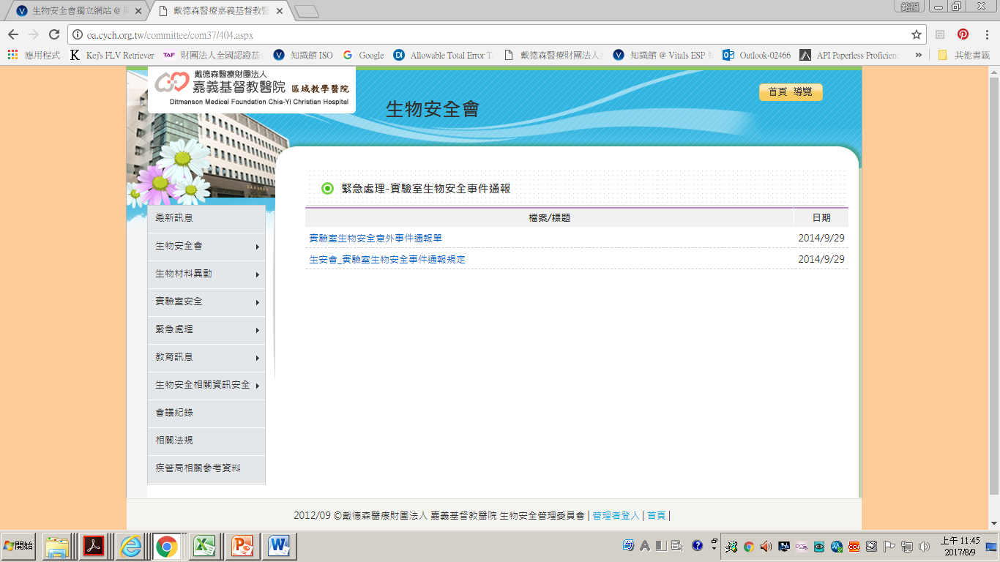 生物安全會獨立網站 @
戴德森醫療嘉義基督教醫
銘福
oa.cych.org.tw/committee/com37/404.aspx
應用程式
Kej's FLV Retriever
TAF 財團法人全國認證基
知識館 ISO
Google
Allowable Total Error T
戴德森醫療財團法人
知識館 @ Vitals ESP 知
Outlook-02466
API Paperless Proficien
»
其他書籤
戴德森醫療財團法人
嘉義基督教醫院 區域教學醫院
Ditmanson Medical Foundation Chia-Yi Christian Hospital
生物安全會
首頁 導覽
緊急處理-實驗室生物安全事件通報
檔案/標題 日期
實驗室生物安全意外事件通報單 2014/9/29
生安會_實驗室生物安全事件通報規定 2014/9/29
最新訊息
生物安全會
生物材料異動
實驗室安全
緊急處理
教育訊息
生物安全相關資訊安全
會議紀錄
相關法規
疾管局相關參考資料
2012/09 ©戴德森醫療財團法人 嘉義基督教醫院 生物安全管理委員會 | 管理者登入 | 首頁 |
開始
上午 11:45
2017/8/9